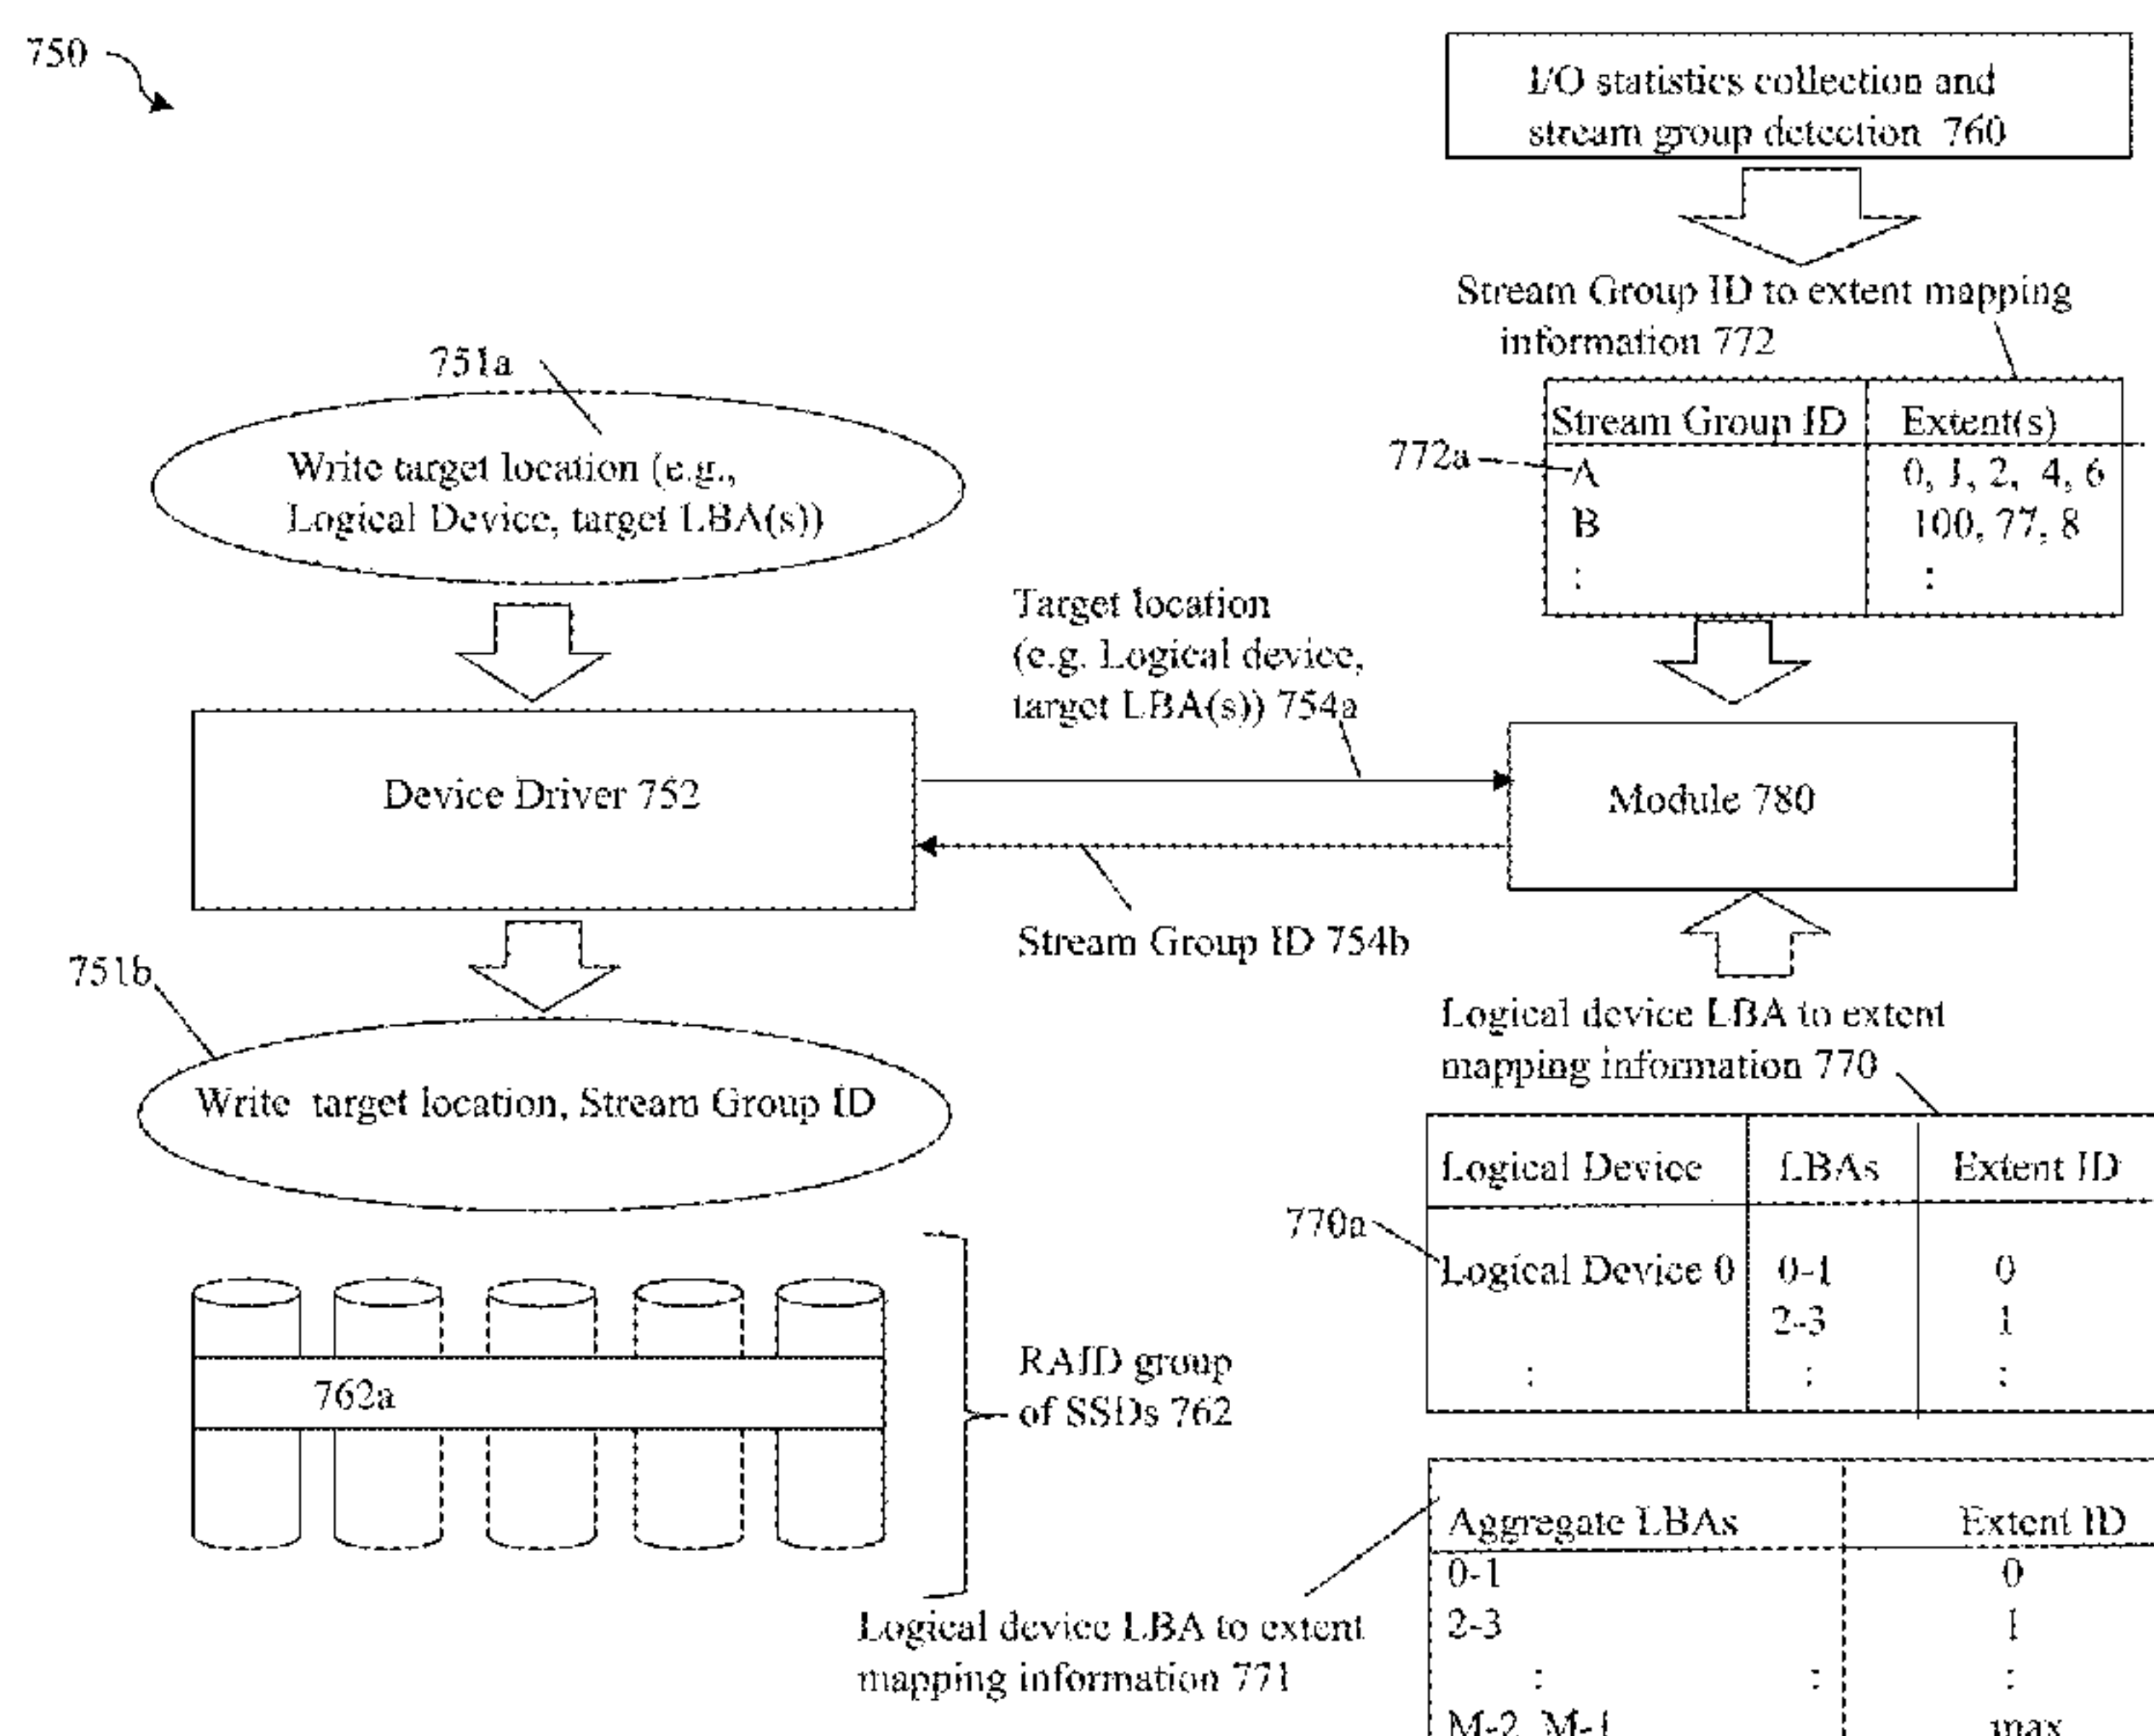 750
I/O statistics collection and
stream group detection 760
Stream Group ID to extent mapping
information 772
751a
Write target location (e.g.,
Logical Device, target LBA(s))
Stream Group ID Extent(s)
772a
A 0, 1, 2, 4, 6
B 100, 77, 8
: :
Target location
(e.g. Logical device,
target LBA(s)) 754a
Device Driver 752
Module 780
Stream Group ID 754b
751b
Write target location, Stream Group ID
Logical device LBA to extent
mapping information 770
Logical Device LBAs Extent ID
770a
Logical Device 0 0-1 0
2-3 1
: : :
762a
RAID group
of SSDs 762
Logical device LBA to extent
mapping information 771
Aggregate LBAs Extent ID
0-1 0
2-3 1
: : :
M-2, M-1 max